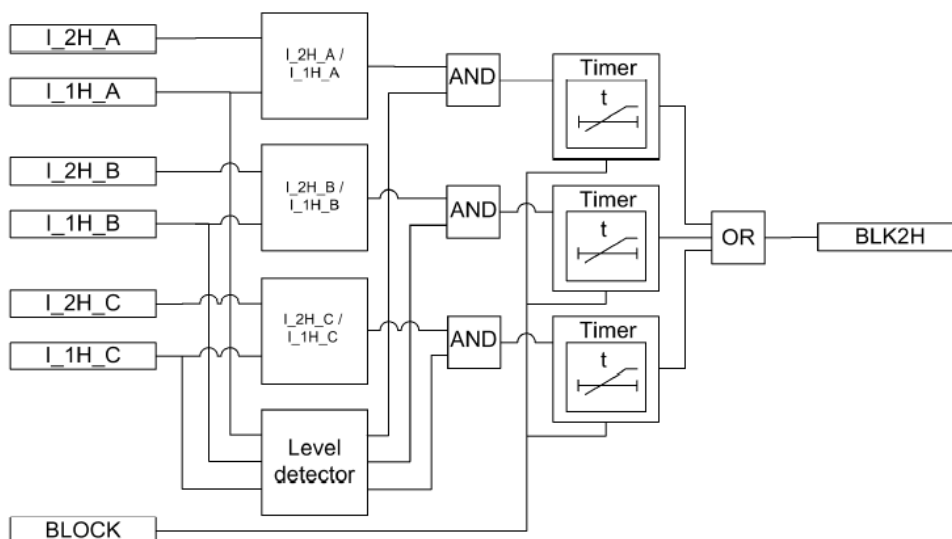 I_2H_A
I_1H_A
I_2H_B
I_1H_B
I_2H_C
I_1H_C
BLOCK
I_2H_A /
I_1H_A
I_2H_B /
I_1H_B
I_2H_C /
I_1H_C
Level
detector
AND
AND
AND
Timer
t
Timer
t
Timer
t
OR
BLK2H